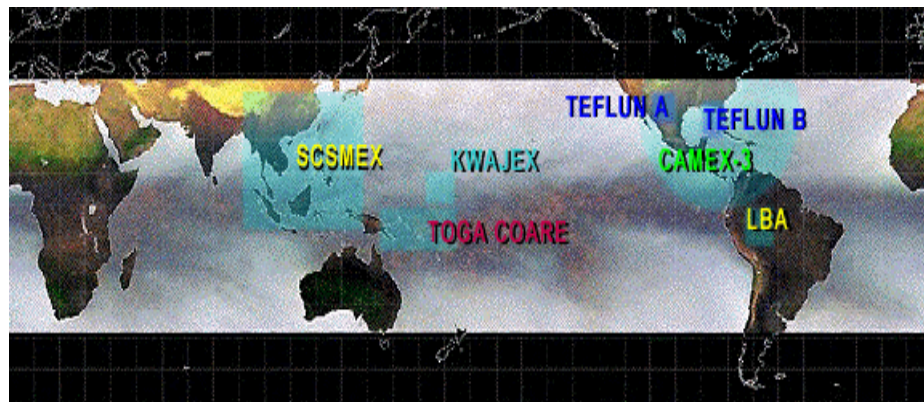 TEFLUN A
TEFLUN B
SCSMEX
KWAJEX
CAMEX-3
TOGA COARE
LBA